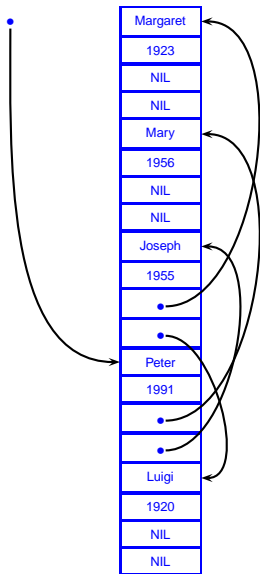 Margaret
1923
NIL
NIL
Mary
1956
NIL
NIL
Joseph
1955
Peter
1991
Luigi
1920
NIL
NIL